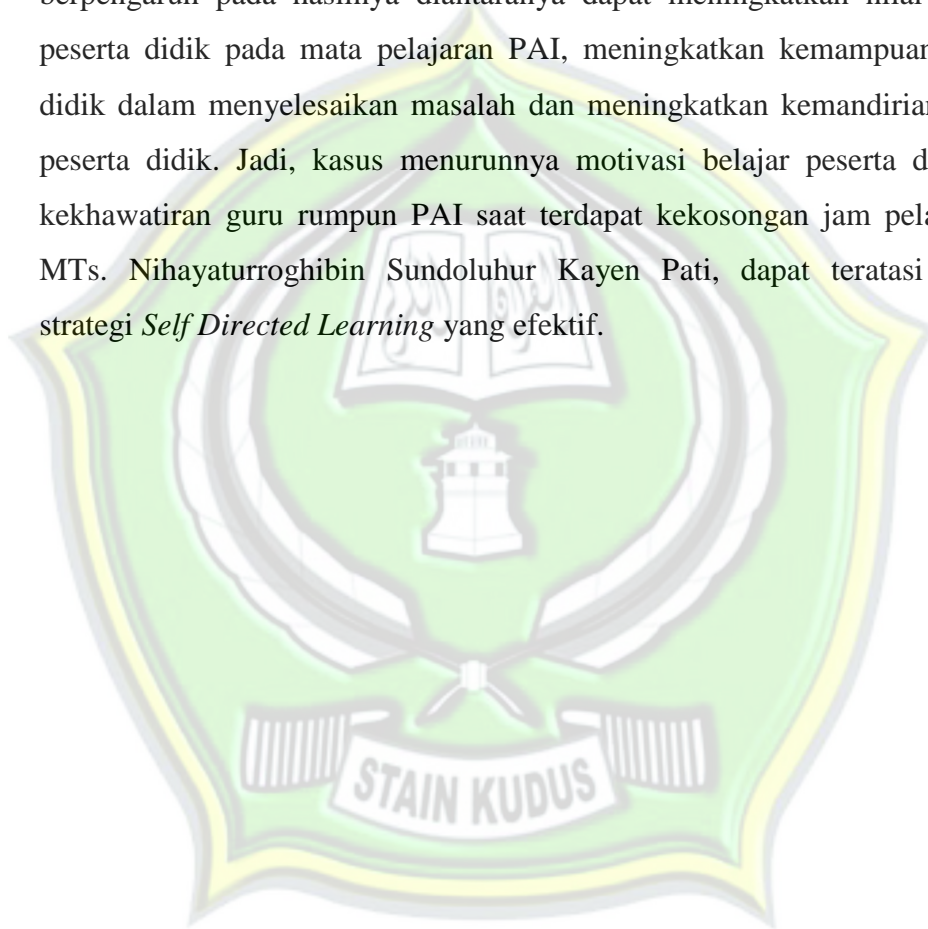 berpengaruh pada hasilnya diantaranya dapat meningkatkan nilai
peserta didik pada mata pelajaran PAI, meningkatkan kemampuan
didik dalam menyelesaikan masalah dan meningkatkan kemandirian
peserta didik. Jadi, kasus menurunnya motivasi belajar peserta d
kekhawatiran guru rumpun PAI saat terdapat kekosongan jam pela
MTs. Nihayaturroghibin Sundoluhur Kayen Pati, dapat teratasi
strategi Self Directed Learning yang efektif.
STAIN KUDUS